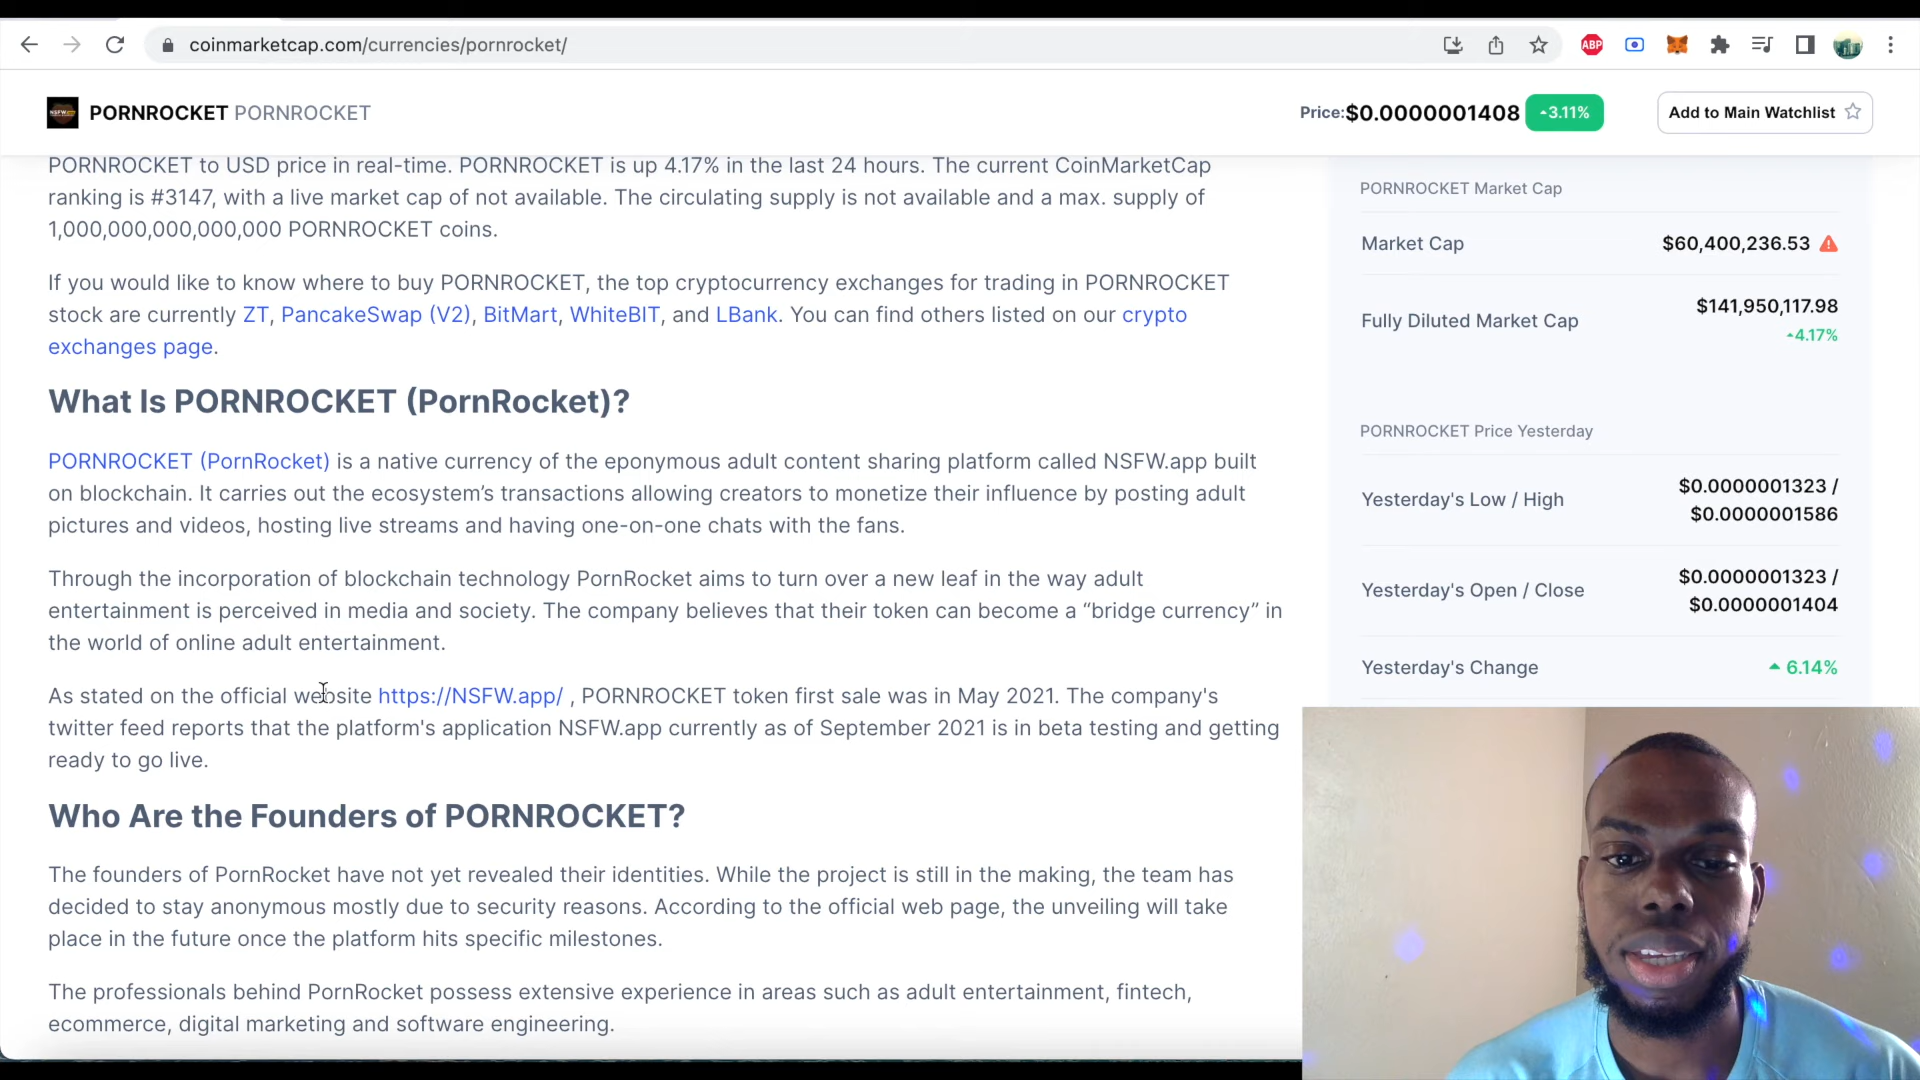 coinmarketcap.com/currencies/pornrocket/
ABP
PORNROCKET PORNROCKET
Price:$0.0000001408 3.11%
Add to Main Watchlist
PORNROCKET to USD price in real-time. PORNROCKET is up 4.17% in the last 24 hours. The current CoinMarketCap
ranking is #3147, with a live market cap of not available. The circulating supply is not available and a max. supply of
1,000,000,000,000,000 PORNROCKET coins.
If you would like to know where to buy PORNROCKET, the top cryptocurrency exchanges for trading in PORNROCKET
stock are currently ZT, PancakeSwap (V2), BitMart, WhiteBIT, and LBank. You can find others listed on our crypto
exchanges page.
What Is PORNROCKET (PornRocket)?
PORNROCKET (PornRocket) is a native currency of the eponymous adult content sharing platform called NSFW.app built
on blockchain. It carries out the ecosystem’s transactions allowing creators to monetize their influence by posting adult
pictures and videos, hosting live streams and having one-on-one chats with the fans.
Through the incorporation of blockchain technology PornRocket aims to turn over a new leaf in the way adult
entertainment is perceived in media and society. The company believes that their token can become a “bridge currency” in
the world of online adult entertainment.
As stated on the official website https://NSFW.app/ , PORNROCKET token first sale was in May 2021. The company's
twitter feed reports that the platform's application NSFW.app currently as of September 2021 is in beta testing and getting
ready to go live.
Who Are the Founders of PORNROCKET?
The founders of PornRocket have not yet revealed their identities. While the project is still in the making, the team has
decided to stay anonymous mostly due to security reasons. According to the official web page, the unveiling will take
place in the future once the platform hits specific milestones.
The professionals behind PornRocket possess extensive experience in areas such as adult entertainment, fintech,
ecommerce, digital marketing and software engineering.
PORNROCKET Market Cap
Market Cap $60,400,236.53
Fully Diluted Market Cap $141,950,117.98
4.17%
PORNROCKET Price Yesterday
Yesterday's Low / High $0.0000001323 /
$0.0000001586
Yesterday's Open / Close $0.0000001323 /
$0.0000001404
Yesterday's Change 6.14%